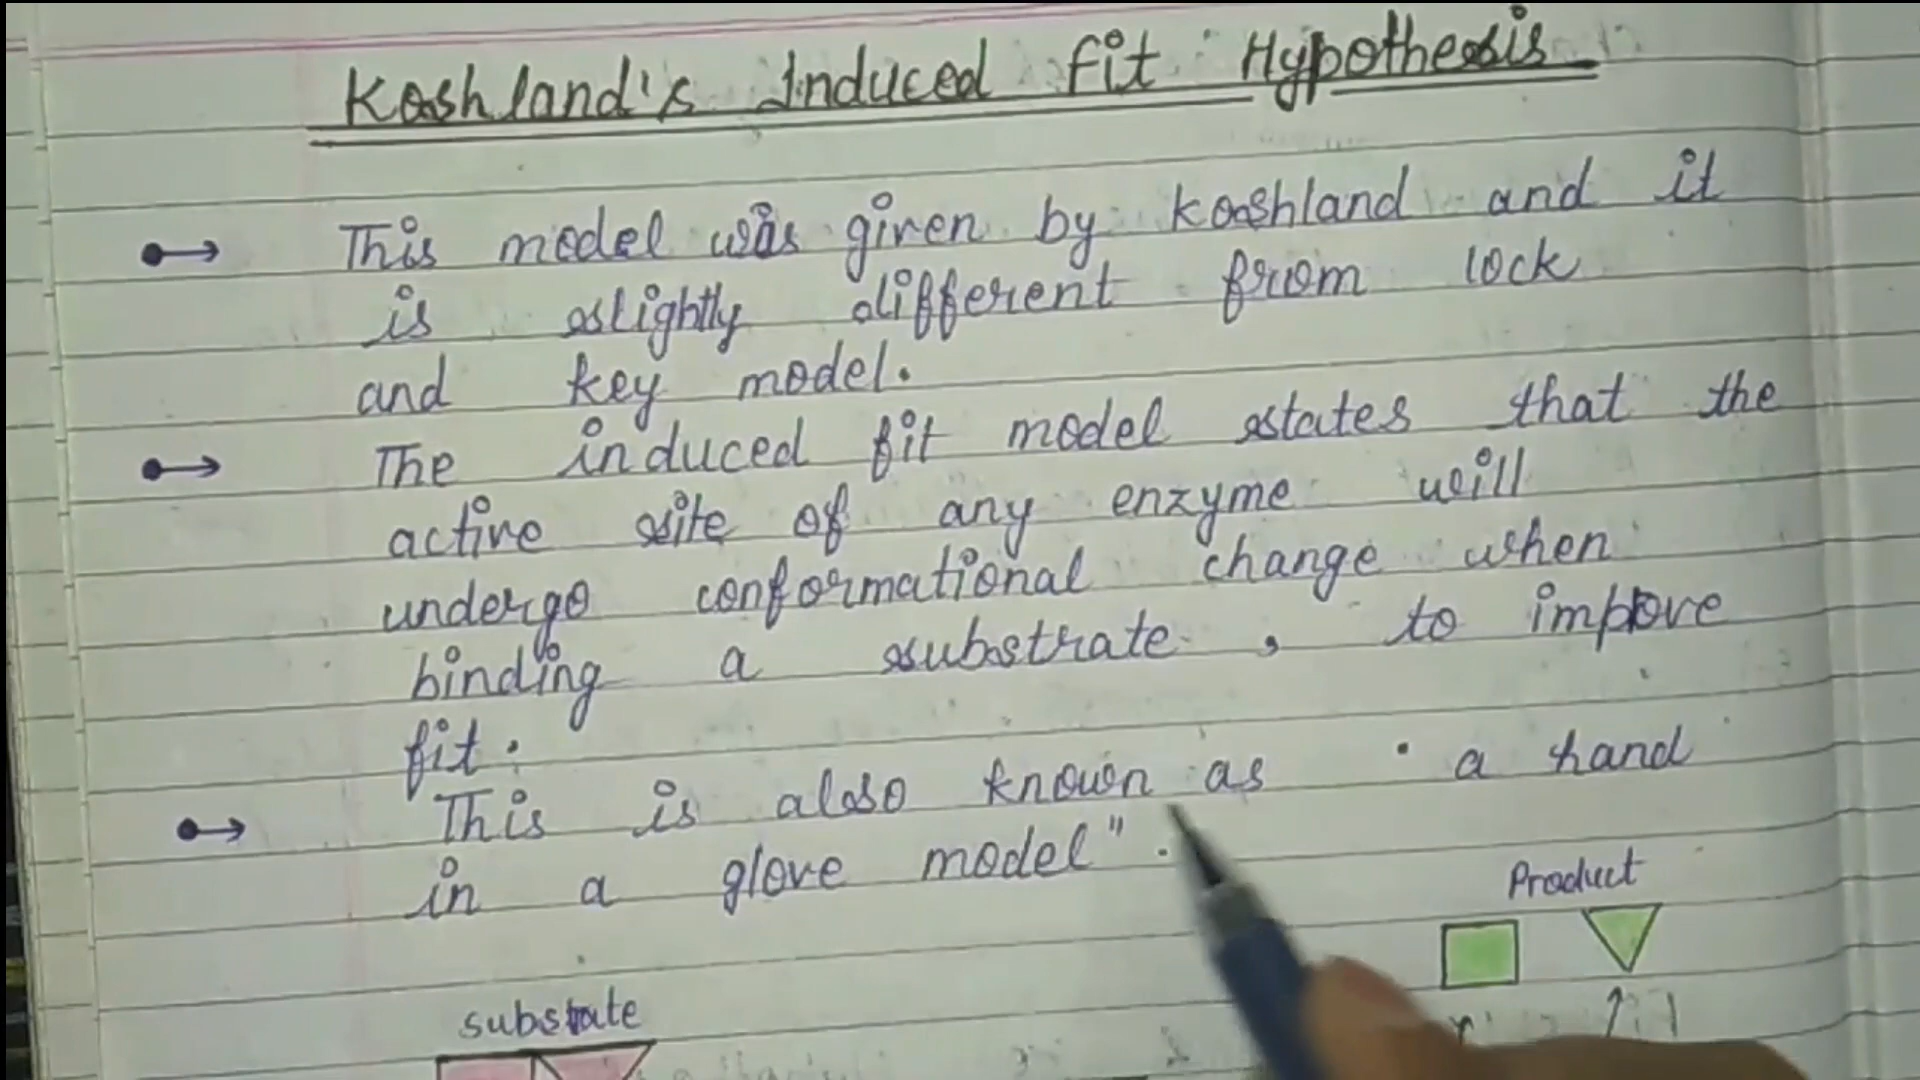 Koshland's Induced Fit Hypothesis
This model was given by Koshland and it
is slightly different from lock
and key model.
The induced fit model states that the
active site of any enzyme will
undergo conformational change when
binding a substrate, to improve
fit.
This is also known as " a hand
in a glove model".
Product
substrate